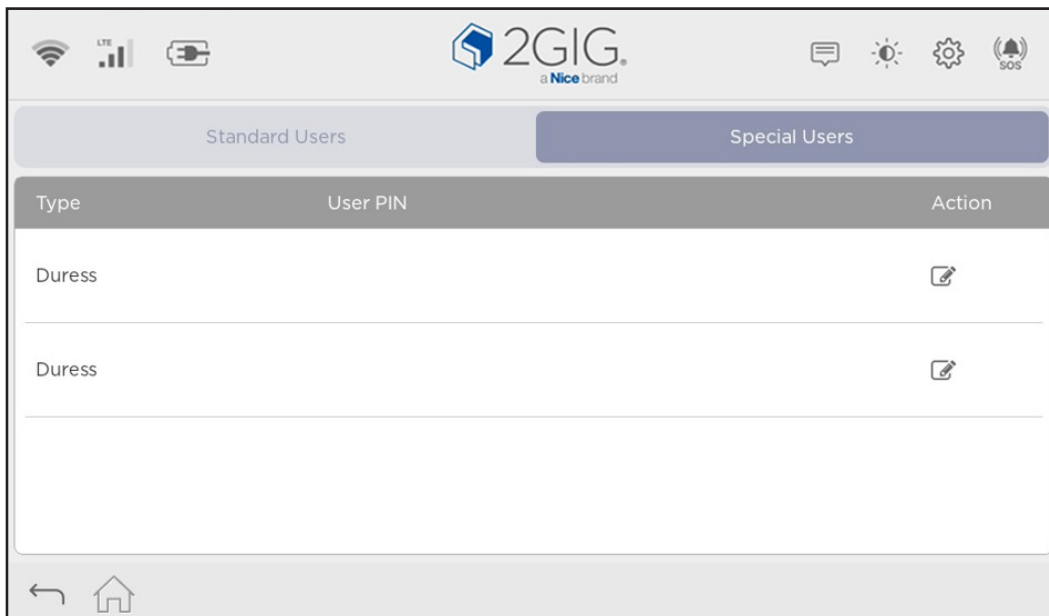 LTE
2GIG.
a Nice brand
SOS
Standard Users Special Users
Type User PIN Action
Duress
Duress